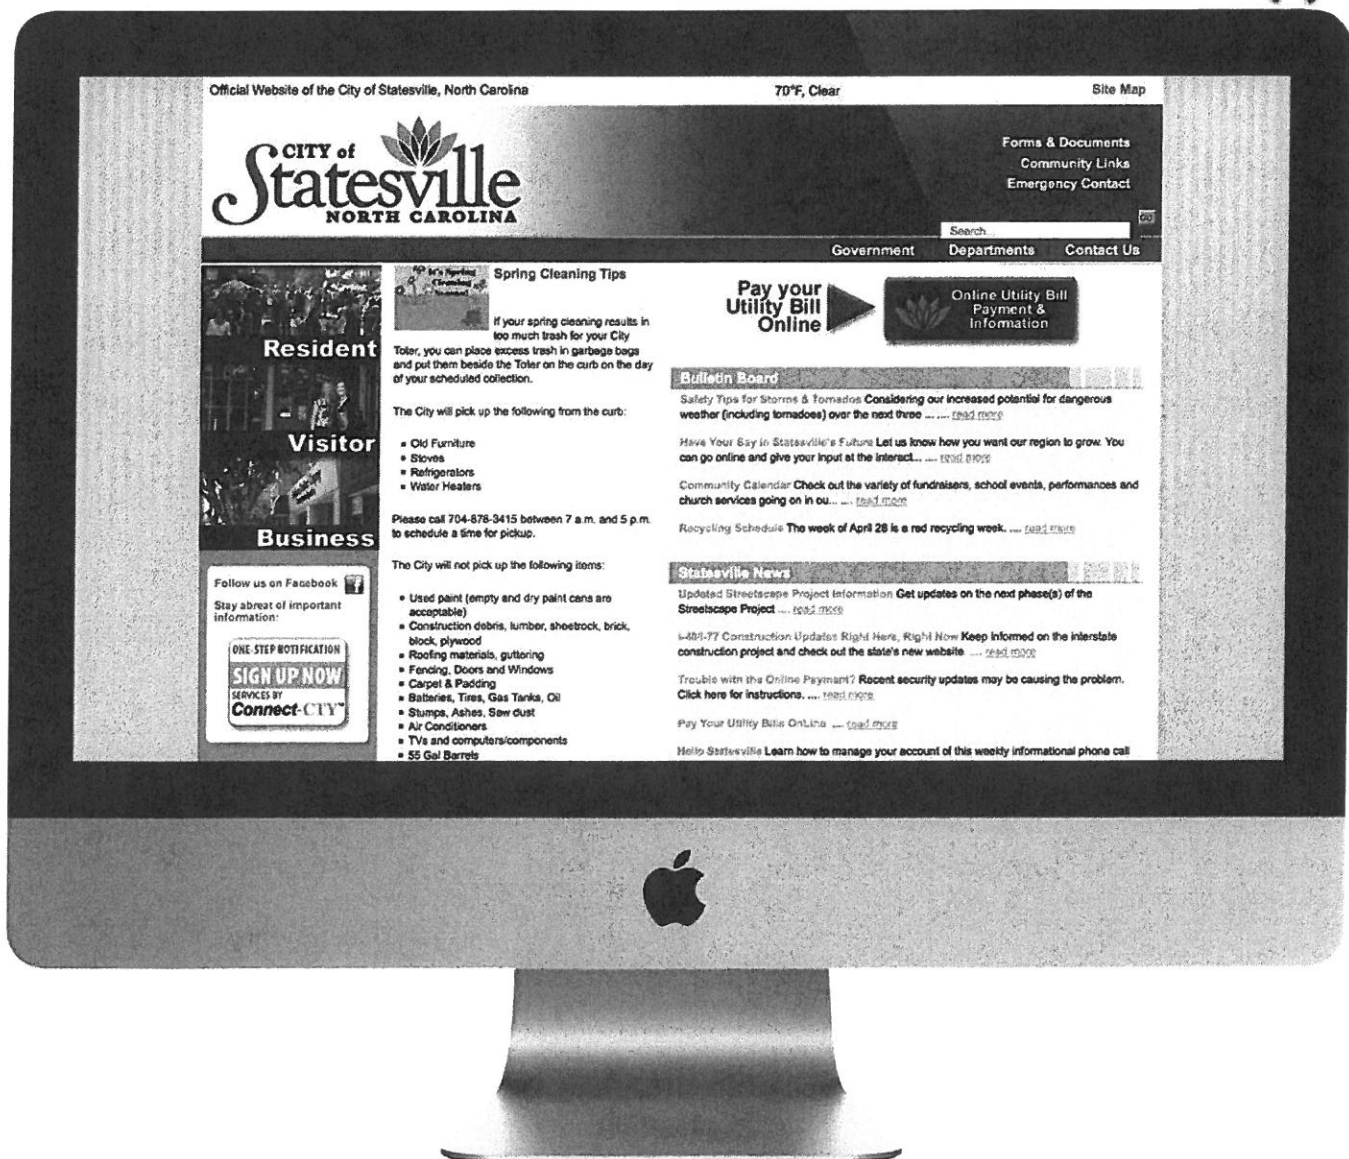 Official Website of the City of Statesville, North Carolina
70°F, Clear
Site Map
CITY of
Statesville
NORTH CAROLINA
Forms & Documents
Community Links
Emergency Contact
Search...
GO
Government
Departments
Contact Us
Resident
Visitor
Business
Follow us on Facebook
Stay abreat of important
information:
ONE-STEP NOTIFICATION
SIGN UP NOW
SERVICES BY
Connect-CTY™
It's Spring
Cleaning
Spring Cleaning Tips
If your spring cleaning results in
too much trash for your City
Toter, you can place excess trash in garbage bags
and put them beside the Toter on the curb on the day
of your scheduled collection.
The City will pick up the following from the curb:
Old Furniture
Stoves
Refrigerators
Water Heaters
Please call 704-878-3415 between 7 a.m. and 5 p.m.
to schedule a time for pickup.
The City will not pick up the following items:
Used paint (empty and dry paint cans are
acceptable)
Construction debris, lumber, sheetrock, brick,
block, plywood
Roofing materials, guttering
Fencing, Doors and Windows
Carpet & Padding
Batteries, Tires, Gas Tanks, Oil
Stumps, Ashes, Saw dust
Air Conditioners
TVs and computers/components
55 Gal Barrels
Pay your
Utility Bill
Online
Online Utility Bill
Payment &
Information
Bulletin Board
Safety Tips for Storms & Tornados Considering our increased potential for dangerous
weather (including tornadoes) over the next three ... .... read more
Have Your Say in Statesville's Future Let us know how you want our region to grow. You
can go online and give your input at the interact... .... read more
Community Calendar Check out the variety of fundraisers, school events, performances and
church services going on in ou... .... read more
Recycling Schedule The week of April 28 is a red recycling week. .... read more
Statesville News
Updated Streetscape Project Information Get updates on the next phase(s) of the
Streetscape Project .... read more
I-40/I-77 Construction Updates Right Here, Right Now Keep informed on the interstate
construction project and check out the state's new website .... read more
Trouble with the Online Payment? Recent security updates may be causing the problem.
Click here for instructions. .... read more
Pay Your Utility Bills OnLine .... read more
Hello Statesville Learn how to manage your account of this weekly informational phone call